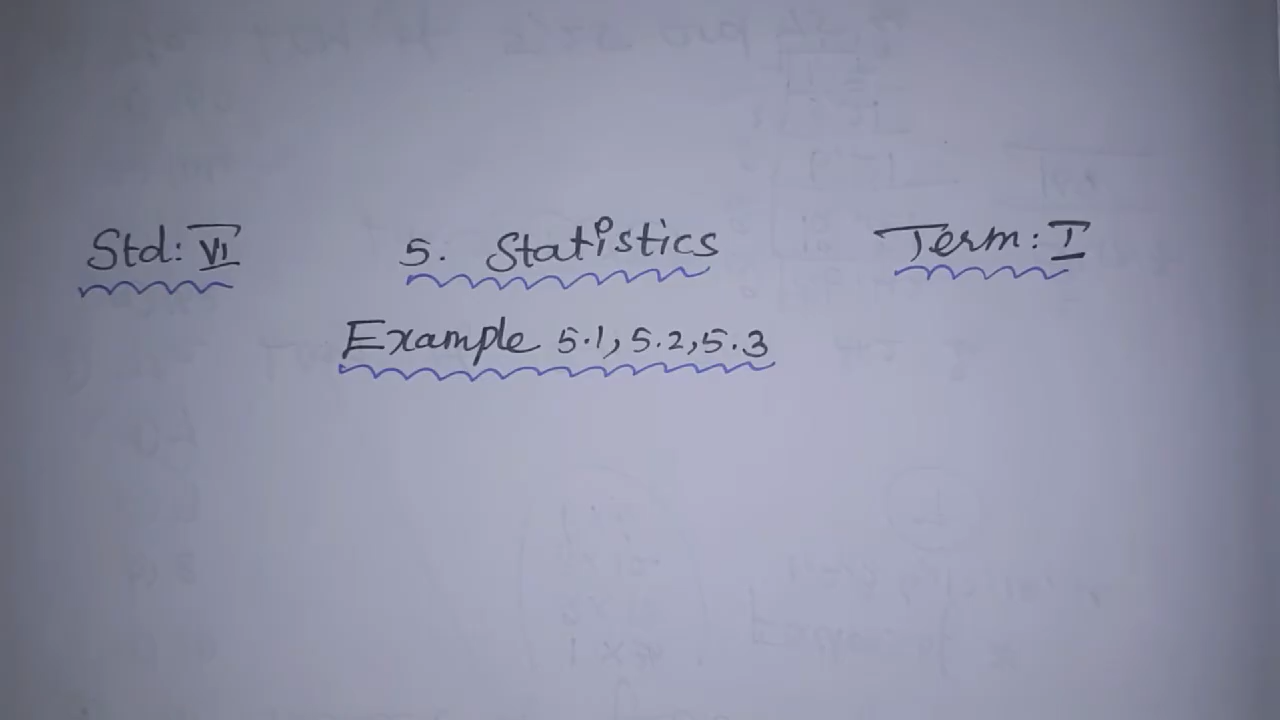 Std: VI 5. Statistics Term: I
Example 5.1, 5.2, 5.3